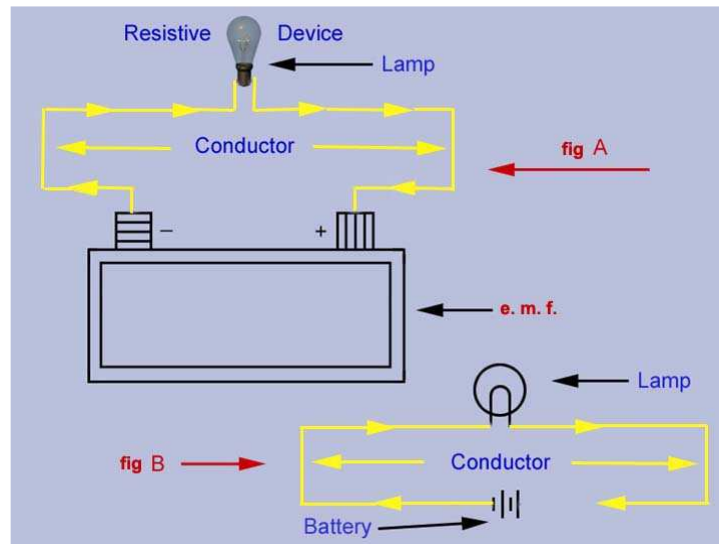 Resistive Device
Lamp
Conductor
fig A
– +
e. m. f.
Lamp
fig B
Conductor
Battery